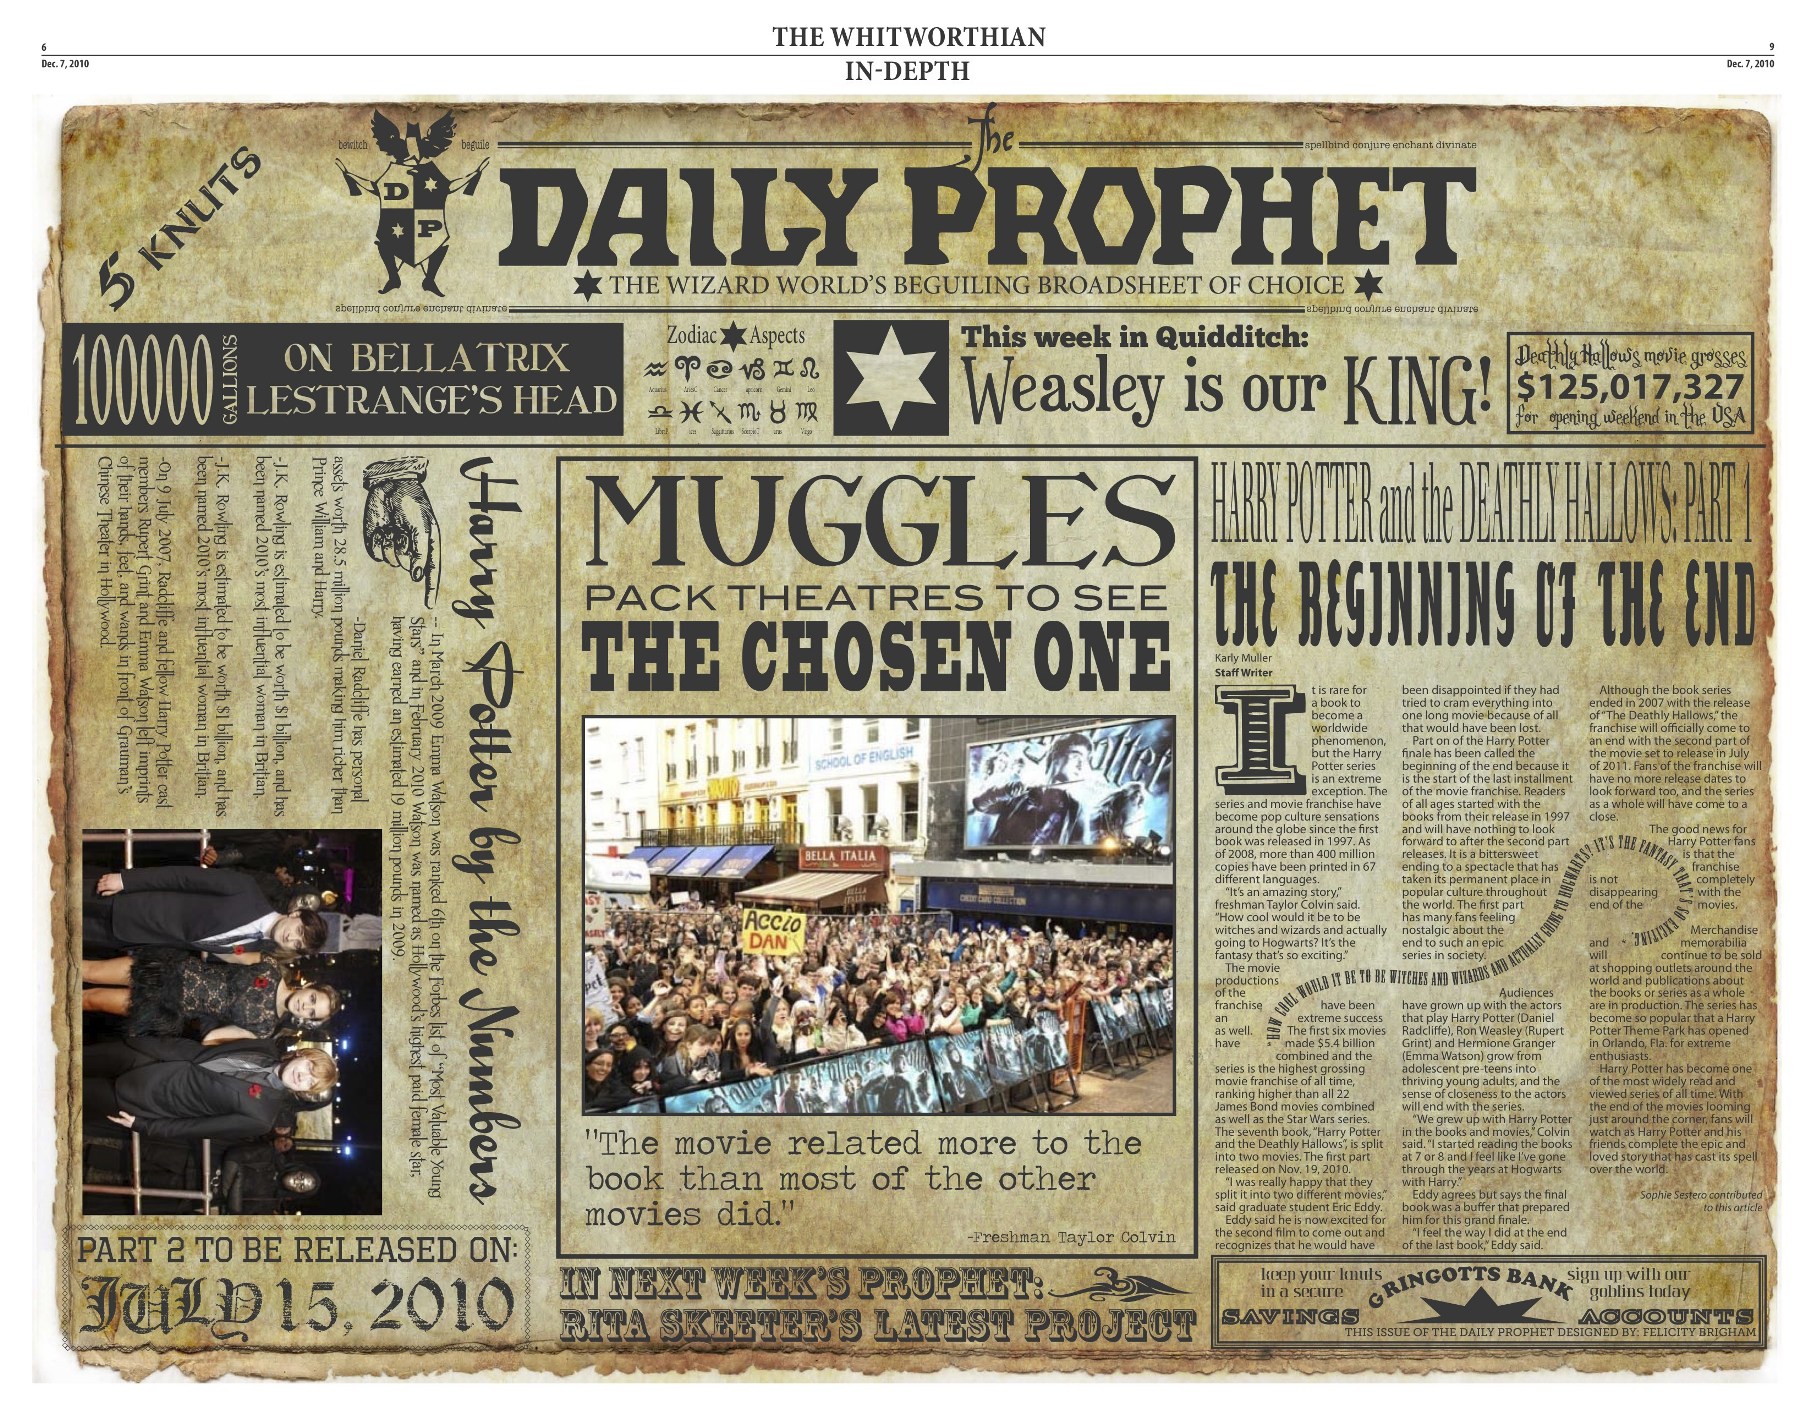 THE WHITWORTHIAN
6
9
Dec. 7, 2010
IN-DEPTH
Dec. 7, 2010
5 KNUTS
bewitch
beguile
D
P
The
spellbind conjure enchant divinate
DAILY PROPHET
THE WIZARD WORLD'S BEGUILING BROADSHEET OF CHOICE
spellbind conjure enchant divinate
spellbind conjure enchant divinate
100000
GALLIONS
ON BELLATRIX
LESTRANGE'S HEAD
Zodiac Aspects
This week in Quidditch:
Weasley is our KING!
Deathly Hallows movie grosses
$125,017,327
for opening weekend in the USA
Harry Potter by the Numbers
-- In March 2009 Emma Watson was ranked 6th on the Forbes list of "Most Valuable Young
Stars" and in February 2010 Watson was named as Hollywood's highest paid female star,
having earned an estimated 19 million pounds in 2009.
-Daniel Radcliffe has personal
assets worth 28.5 million pounds making him richer than
Prince William and Harry.
-J.K. Rowling is estimated to be worth $1 billion, and has
been named 2010's most influential woman in Britian.
-J.K. Rowling is estimated to be worth $1 billion, and has
been named 2010's most influential woman in Britian.
-On 9 July 2007, Radcliffe and fellow Harry Potter cast
members Rupert Grint and Emma Watson left imprints
of their hands, feet, and wands in front of Grauman's
Chinese Theater in Hollywood.
PART 2 TO BE RELEASED ON:
JULY 15, 2010
MUGGLES
PACK THEATRES TO SEE
THE CHOSEN ONE
SCHOOL OF ENGLISH
BELLA ITALIA
BELLA
ITALIA
Accio
DAN
"The movie related more to the
book than most of the other
movies did."
-Freshman Taylor Colvin
IN NEXT WEEK'S PROPHET:
RITA SKEETER'S LATEST PROJECT
HARRY POTTER and the DEATHLY HALLOWS: PART 1
THE BEGINNING OF THE END
Karly Muller
Staff Writer
It is rare for
a book to
become a
worldwide
phenomenon,
but the Harry
Potter series
is an extreme
exception. The
series and movie franchise have
become pop culture sensations
around the globe since the first
book was released in 1997. As
of 2008, more than 400 million
copies have been printed in 67
different languages.
"It's an amazing story,"
freshman Taylor Colvin said.
"How cool would it be to be
witches and wizards and actually
going to Hogwarts? It's the
fantasy that's so exciting."
The movie
productions
of the
franchise have been
an extreme success
as well. The first six movies
have made $5.4 billion
combined and the
series is the highest grossing
movie franchise of all time,
ranking higher than all 22
James Bond movies combined
as well as the Star Wars series.
The seventh book, "Harry Potter
and the Deathly Hallows", is split
into two movies. The first part
released on Nov. 19, 2010.
"I was really happy that they
split it into two different movies,"
said graduate student Eric Eddy.
Eddy said he is now excited for
the second film to come out and
recognizes that he would have
been disappointed if they had
tried to cram everything into
one long movie because of all
that would have been lost.
Part on of the Harry Potter
finale has been called the
beginning of the end because it
is the start of the last installment
of the movie franchise. Readers
of all ages started with the
books from their release in 1997
and will have nothing to look
forward to after the second part
releases. It is a bittersweet
ending to a spectacle that has
taken its permanent place in
popular culture throughout
the world. The first part
has many fans feeling
nostalgic about the
end to such an epic
series in society.
Audiences
have grown up with the actors
that play Harry Potter (Daniel
Radcliffe), Ron Weasley (Rupert
Grint) and Hermione Granger
(Emma Watson) grow from
adolescent pre-teens into
thriving young adults, and the
sense of closeness to the actors
will end with the series.
"We grew up with Harry Potter
in the books and movies," Colvin
said. "I started reading the books
at 7 or 8 and I feel like I've gone
through the years at Hogwarts
with Harry."
Eddy agrees but says the final
book was a buffer that prepared
him for this grand finale.
"I feel the way I did at the end
of the last book," Eddy said.
"HOW COOL WOULD IT BE TO BE WITCHES AND WIZARDS AND ACTUALLY GOING TO HOGWARTS? IT'S THE FANTASY THAT'S SO EXCITING."
Although the book series
ended in 2007 with the release
of "The Deathly Hallows," the
franchise will officially come to
an end with the second part of
the movie set to release in July
of 2011. Fans of the franchise will
have no more release dates to
look forward too, and the series
as a whole will have come to a
close.
The good news for
Harry Potter fans
is that the
franchise
is not completely
disappearing with the
end of the movies.
Merchandise
and memorabilia
will continue to be sold
at shopping outlets around the
world and publications about
the books or series as a whole
are in production. The series has
become so popular that a Harry
Potter Theme Park has opened
in Orlando, Fla. for extreme
enthusiasts.
Harry Potter has become one
of the most widely read and
viewed series of all time. With
the end of the movies looming
just around the corner, fans will
watch as Harry Potter and his
friends complete the epic and
loved story that has cast its spell
over the world.
Sophie Sestero contributed
to this article
keep your knuts
in a secure
SAVINGS
GRINGOTTS BANK
sign up with our
goblins today
ACCOUNTS
THIS ISSUE OF THE DAILY PROPHET DESIGNED BY: FELICITY BRIGHAM